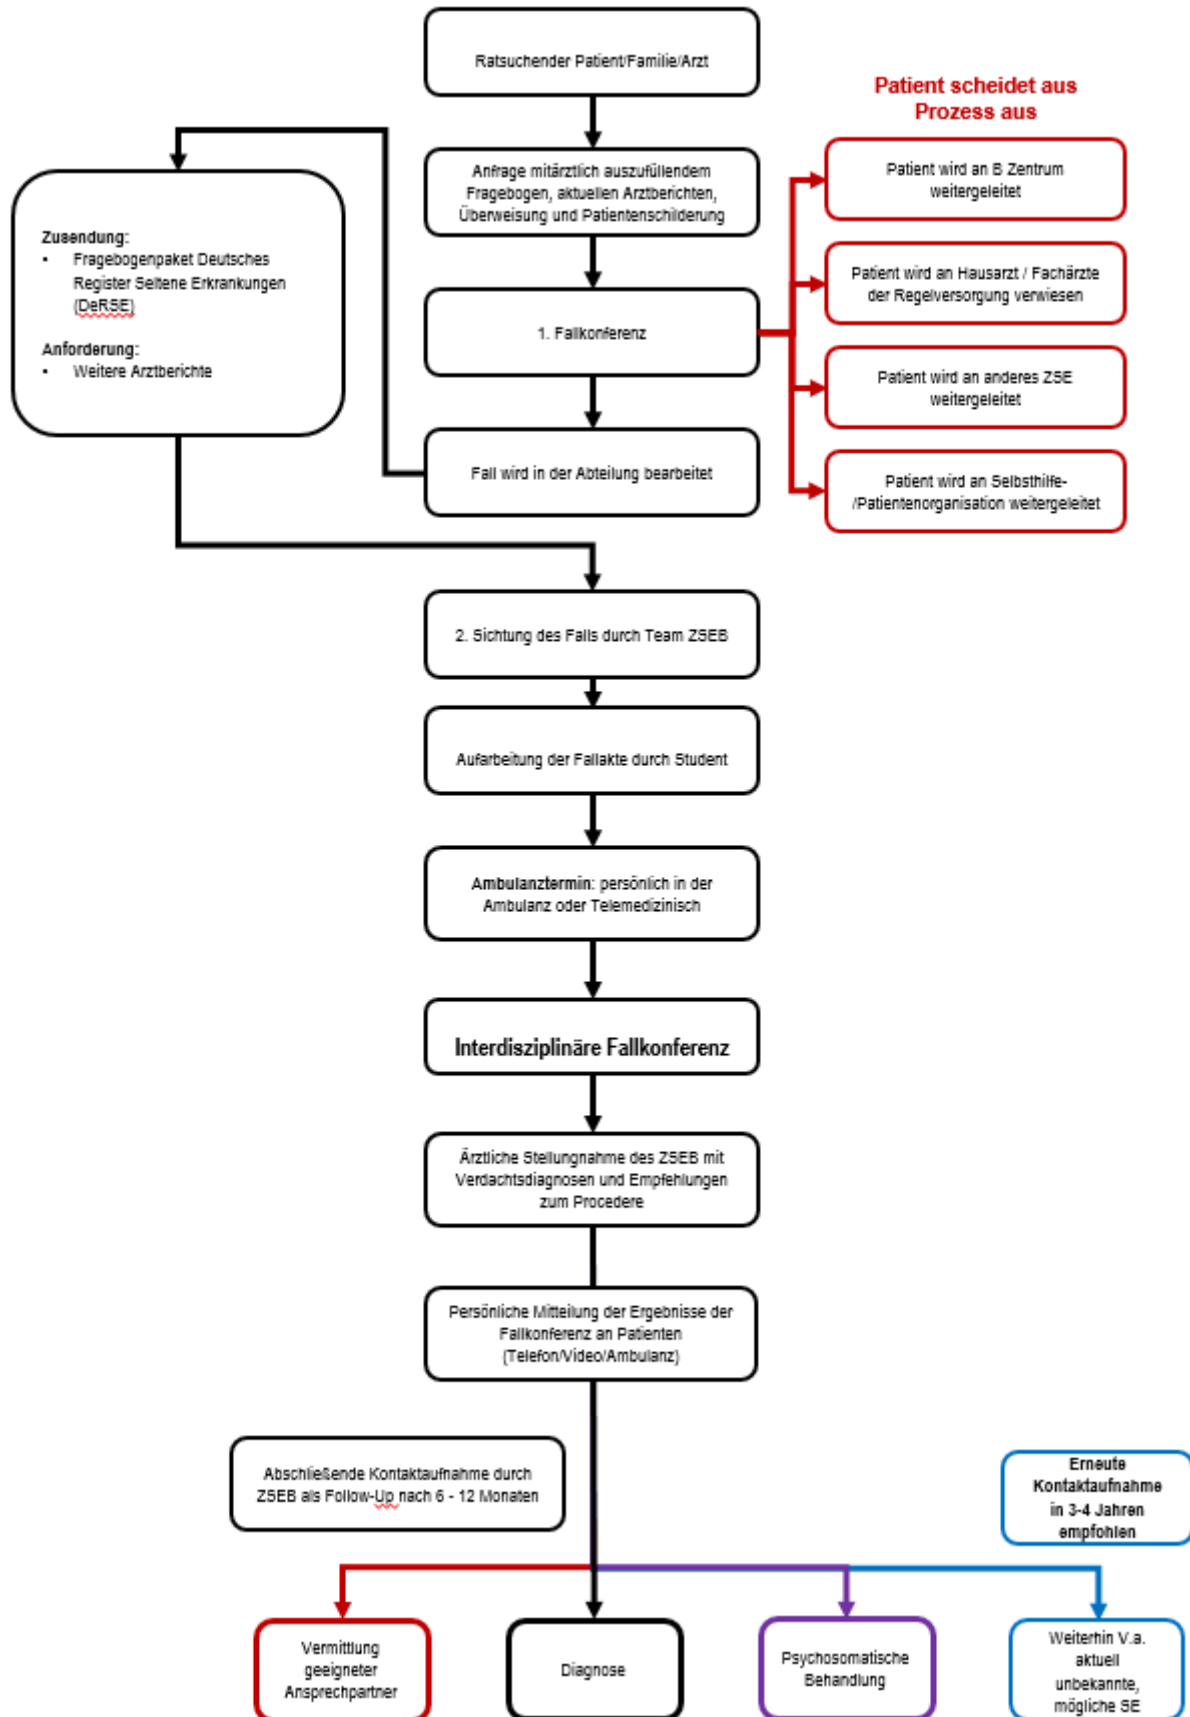 Ratsuchender Patient/Familie/Arzt
Patient scheidet aus
Prozess aus
Anfrage mitärztlich auszufüllendem
Fragebogen, aktuellen Arztberichten,
Überweisung und Patientenschilderung
Patient wird an B Zentrum
weitergeleitet
Zusendung:
▪ Fragebogenpaket Deutsches
Register Seltene Erkrankungen
(DeRSE)
Anforderung:
▪ Weitere Arztberichte
Patient wird an Hausarzt / Fachärzte
der Regelversorgung verwiesen
1. Fallkonferenz
Patient wird an anderes ZSE
weitergeleitet
Fall wird in der Abteilung bearbeitet
Patient wird an Selbsthilfe-
/Patientenorganisation weitergeleitet
2. Sichtung des Falls durch Team ZSEB
Aufarbeitung der Fallakte durch Student
Ambulanztermin: persönlich in der
Ambulanz oder Telemedizinisch
Interdisziplinäre Fallkonferenz
Ärztliche Stellungnahme des ZSEB mit
Verdachtsdiagnosen und Empfehlungen
zum Procedere
Persönliche Mitteilung der Ergebnisse der
Fallkonferenz an Patienten
(Telefon/Video/Ambulanz)
Abschließende Kontaktaufnahme durch
ZSEB als Follow-Up nach 6 - 12 Monaten
Erneute
Kontaktaufnahme
in 3-4 Jahren
empfohlen
Vermittlung
geeigneter
Ansprechpartner
Diagnose
Psychosomatische
Behandlung
Weiterhin V.a.
aktuell
unbekannte,
mögliche SE